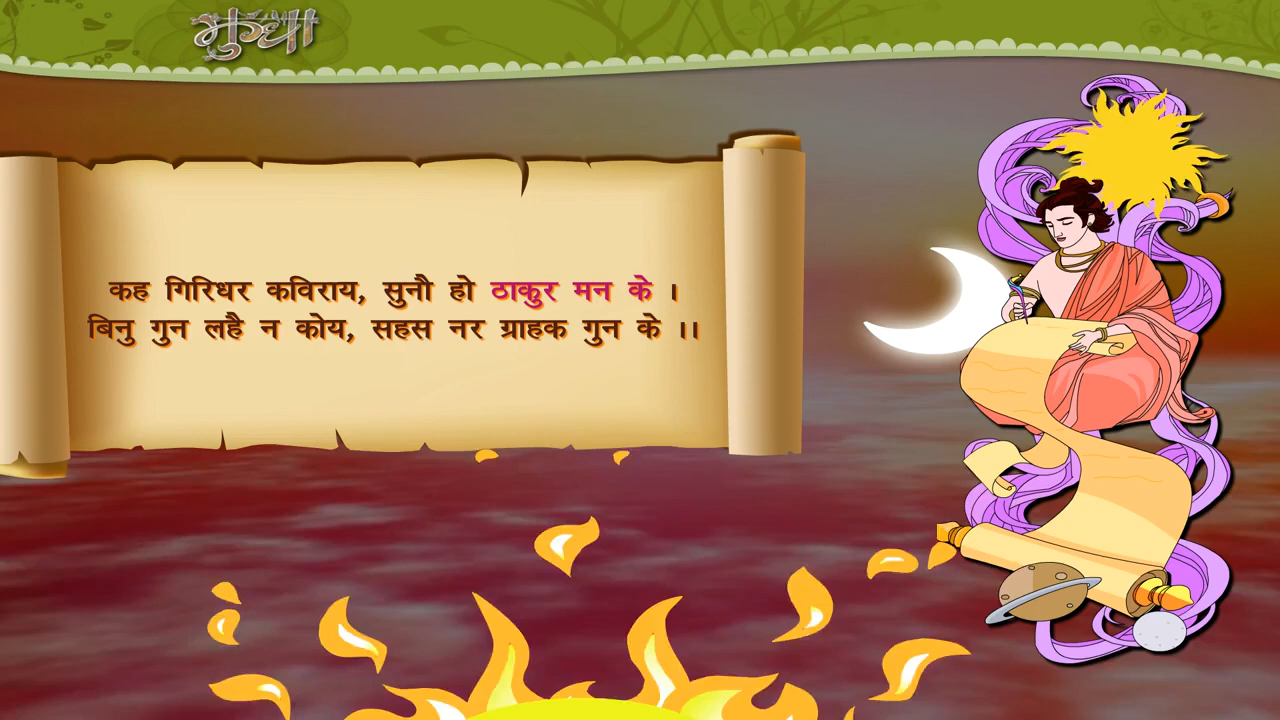 मुग्धा
कह गिरिधर कविराय, सुनौ हो ठाकुर मन के ।
बिनु गुन लहै न कोय, सहस नर ग्राहक गुन के ।।